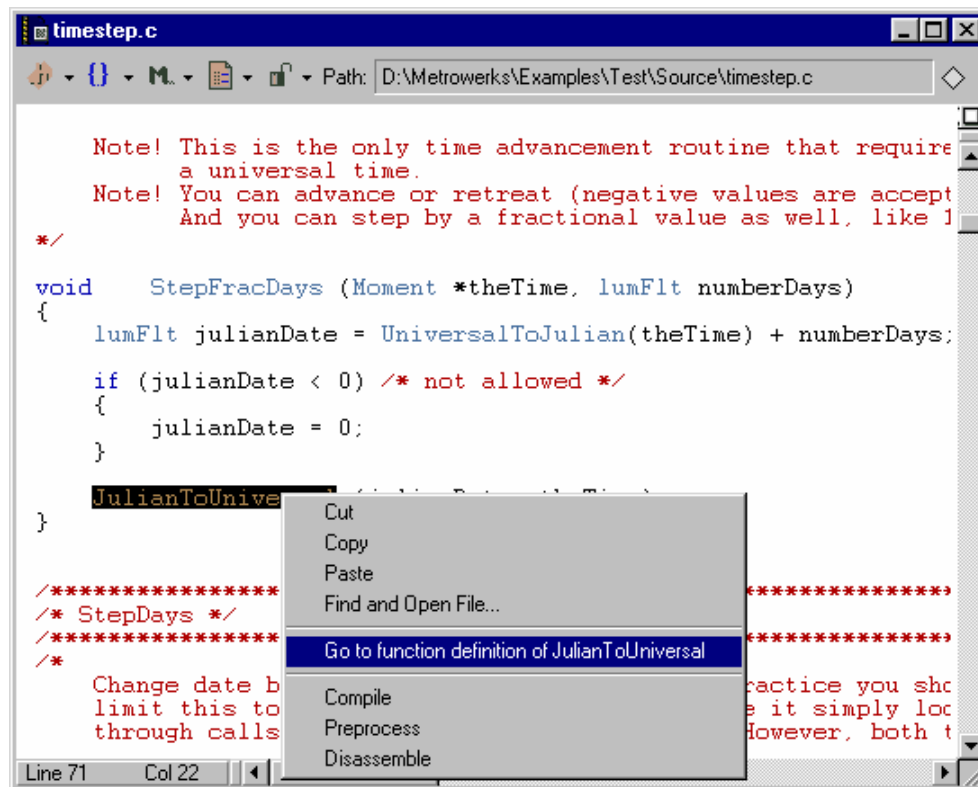 timestep.c
{} M.. Path: D:\Metrowerks\Examples\Test\Source\timestep.c
Note! This is the only time advancement routine that require
a universal time.
Note! You can advance or retreat (negative values are accept
And you can step by a fractional value as well, like 1
*/
void StepFracDays (Moment *theTime, lumFlt numberDays)
{
lumFlt julianDate = UniversalToJulian(theTime) + numberDays;
if (julianDate < 0) /* not allowed */
{
julianDate = 0;
}
JulianToUnive
}
Cut
Copy
Paste
Find and Open File...
Go to function definition of JulianToUniversal
Compile
Preprocess
Disassemble
/****************** **************
/* StepDays */
/****************** **************
/*
Change date b ractice you sho
limit this to e it simply loo
through calls However, both t
Line 71 Col 22